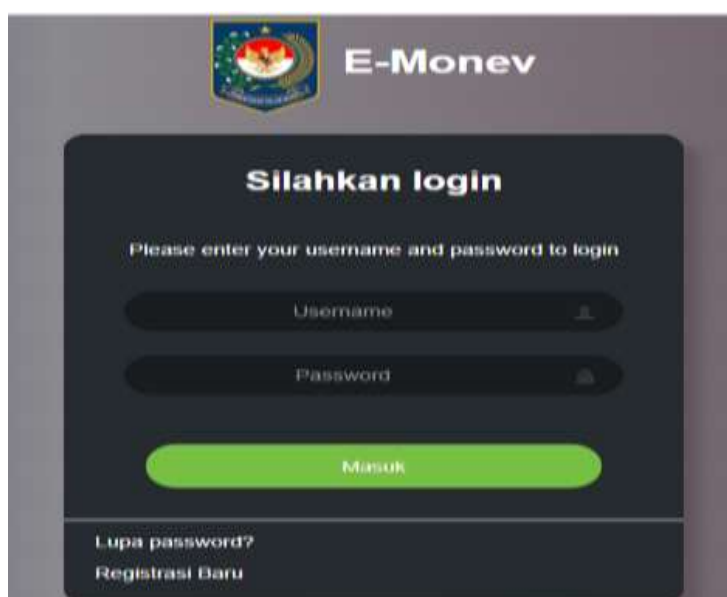 E-Monev
Silahkan login
Please enter your username and password to login
Username
Password
Masuk
Lupa password?
Registrasi Baru